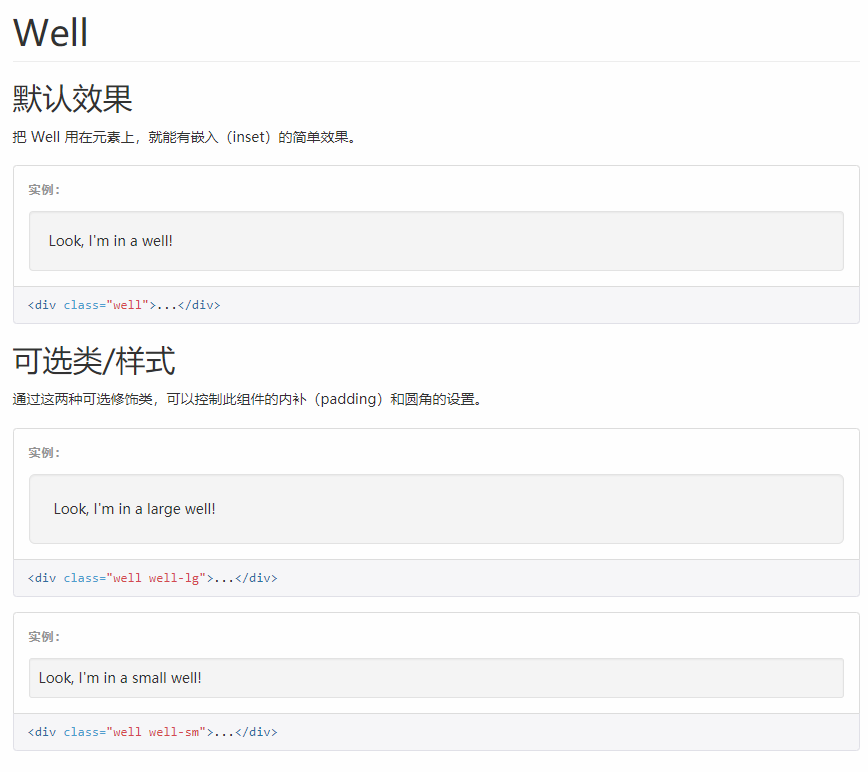 Well
默认效果
把 Well 用在元素上，就能有嵌入（inset）的简单效果。
实例：
Look, I'm in a well!
<div class="well">...</div>
可选类/样式
通过这两种可选修饰类，可以控制此组件的内补（padding）和圆角的设置。
实例：
Look, I'm in a large well!
<div class="well well-lg">...</div>
实例：
Look, I'm in a small well!
<div class="well well-sm">...</div>